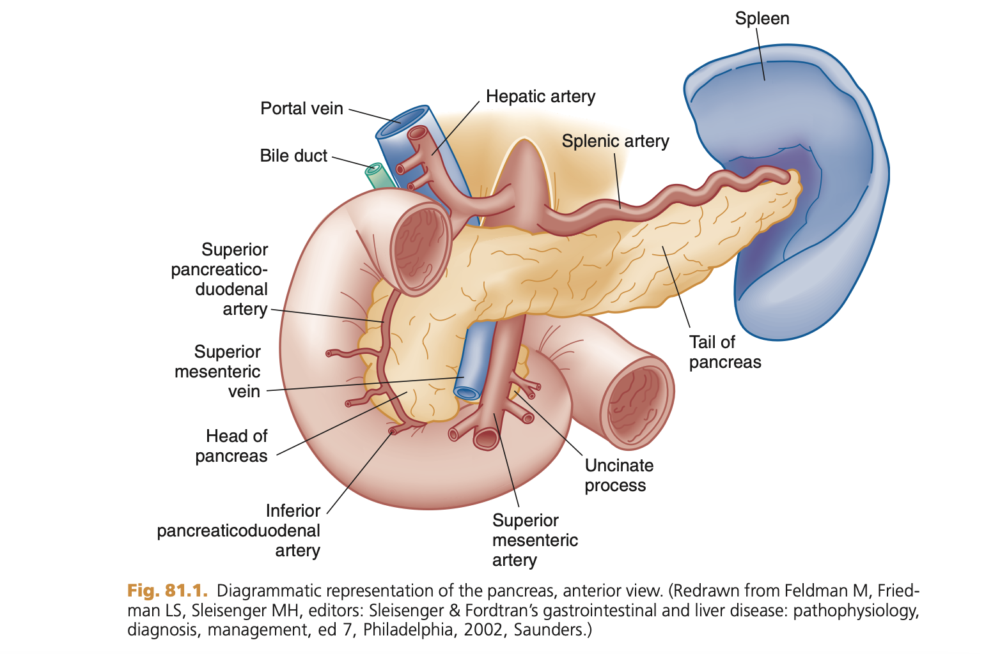 Spleen
Hepatic artery
Portal vein
Splenic artery
Bile duct
Superior
pancreatico-
duodenal
artery
Tail of
pancreas
Superior
mesenteric
vein
Head of
pancreas
Uncinate
process
Inferior
pancreaticoduodenal
artery
Superior
mesenteric
artery
Fig. 81.1. Diagrammatic representation of the pancreas, anterior view. (Redrawn from Feldman M, Fried-
man LS, Sleisenger MH, editors: Sleisenger & Fordtran’s gastrointestinal and liver disease: pathophysiology,
diagnosis, management, ed 7, Philadelphia, 2002, Saunders.)